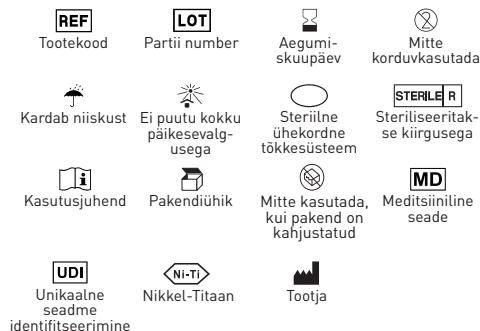 REF
LOT
Tootekood
Partii number
Aegumi-
skuupäev
Mitte
korduvkasutada
2
STERILE R
Kardab niiskust
Ei puutu kokku
päikesevalg-
usega
Steriilne
ühekordne
tõkkesüsteem
Steriliseeritak-
se kiirgusega
i
MD
Kasutusjuhend
Pakendiühik
Mitte kasutada,
kui pakend on
kahjustatud
Meditsiiniline
seade
UDI
Ni-Ti
Unikaalne
seadme
identifitseerimine
Nikkel-Titaan
Tootja